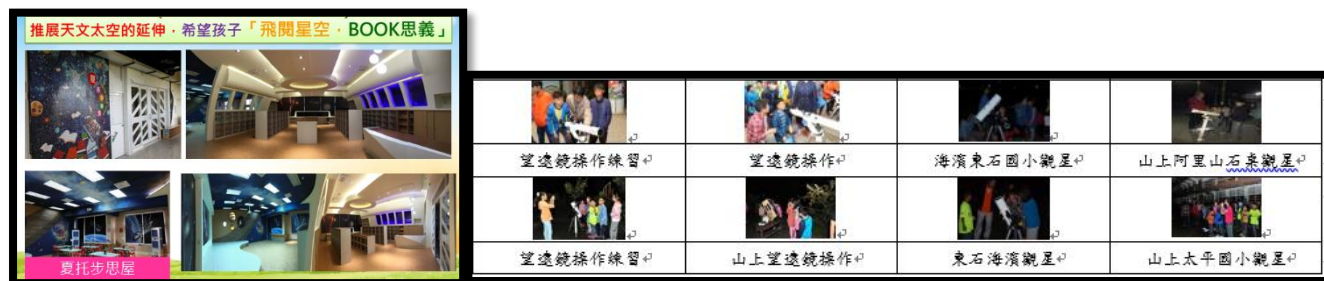 推展天文太空的延伸，希望孩子「飛閱星空，BOOK思義」
夏托步思屋
望遠鏡操作練習
望遠鏡操作
海濱東石國小觀星
山上阿里山石桌觀星
望遠鏡操作練習
山上望遠鏡操作
東石海濱觀星
山上太平國小觀星